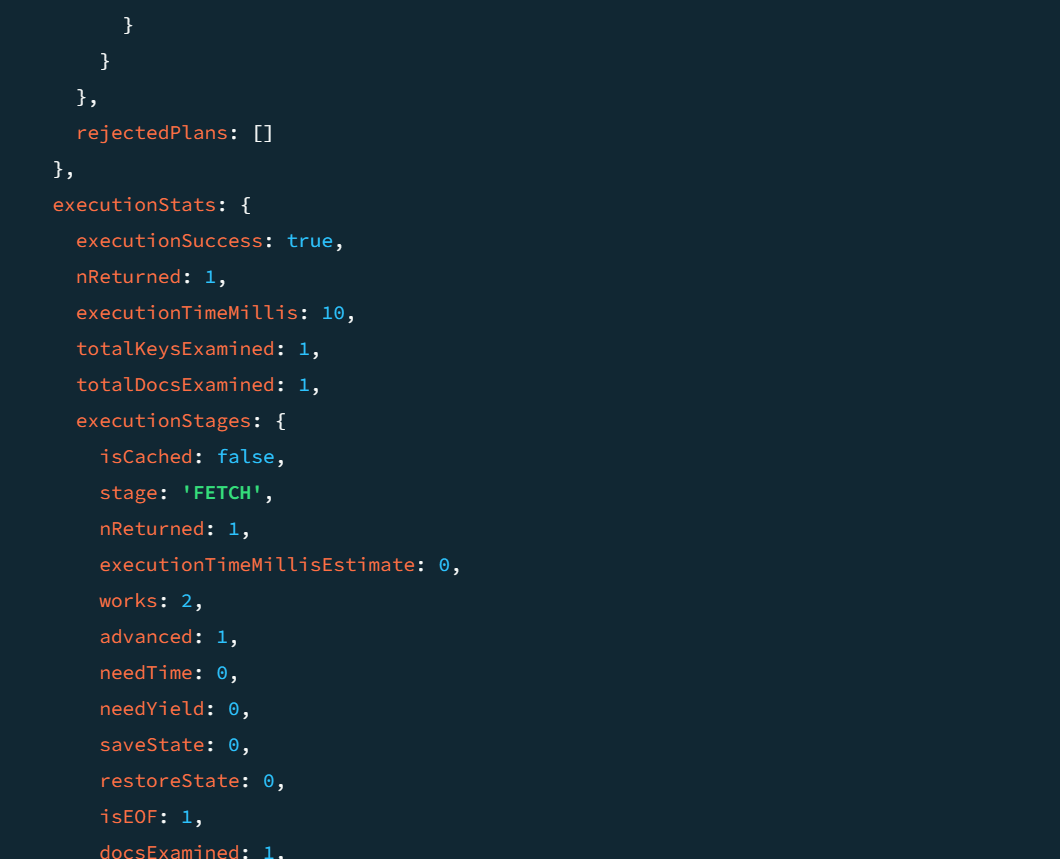 }
    }
  },
  rejectedPlans: []
},
executionStats: {
  executionSuccess: true,
  nReturned: 1,
  executionTimeMillis: 10,
  totalKeysExamined: 1,
  totalDocsExamined: 1,
  executionStages: {
    isCached: false,
    stage: 'FETCH',
    nReturned: 1,
    executionTimeMillisEstimate: 0,
    works: 2,
    advanced: 1,
    needTime: 0,
    needYield: 0,
    saveState: 0,
    restoreState: 0,
    isEOF: 1,
    docsExamined: 1,